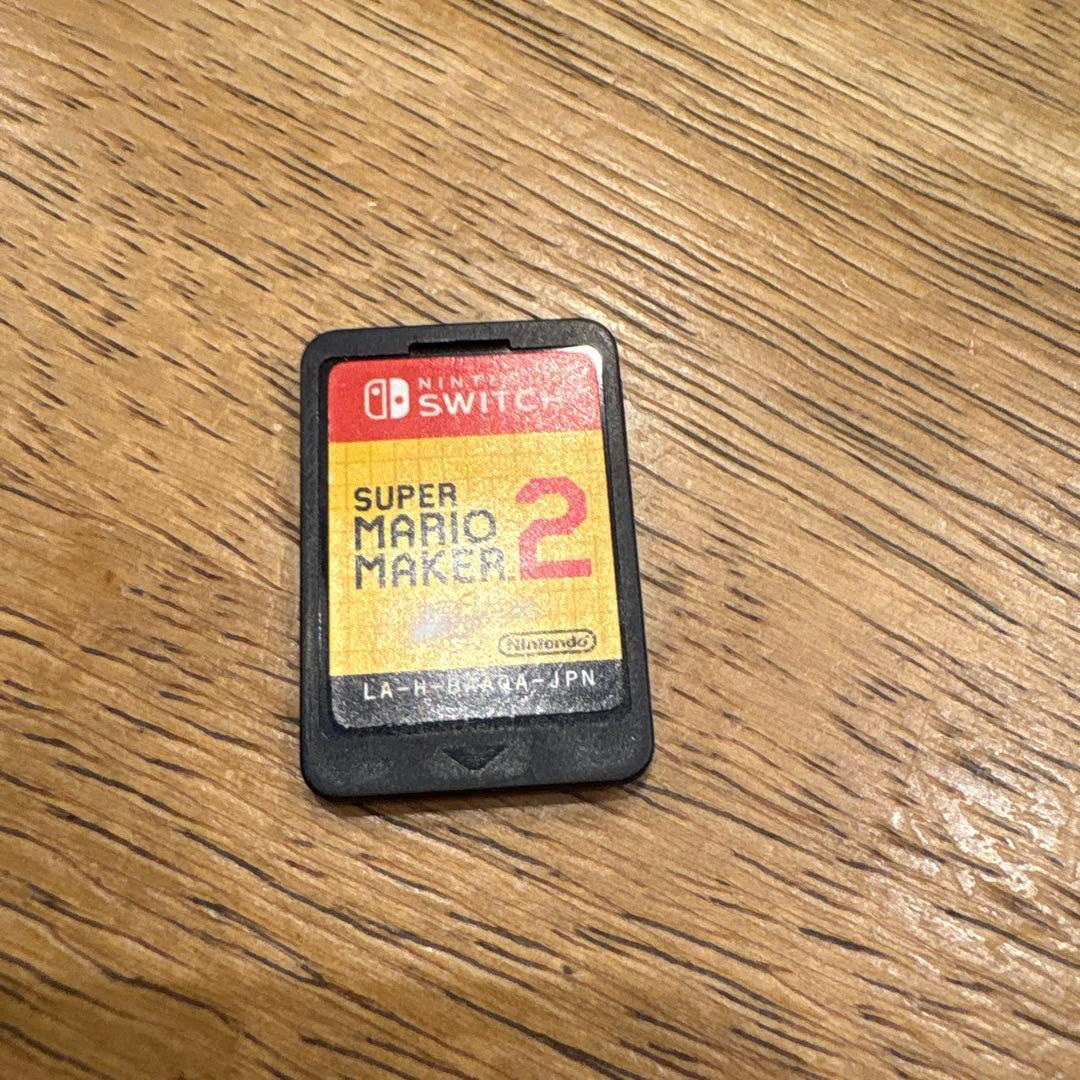 SWITCH
SUPER
MARIO 2
MAKER
Nintendo
LA-H-BAAQA-JPN